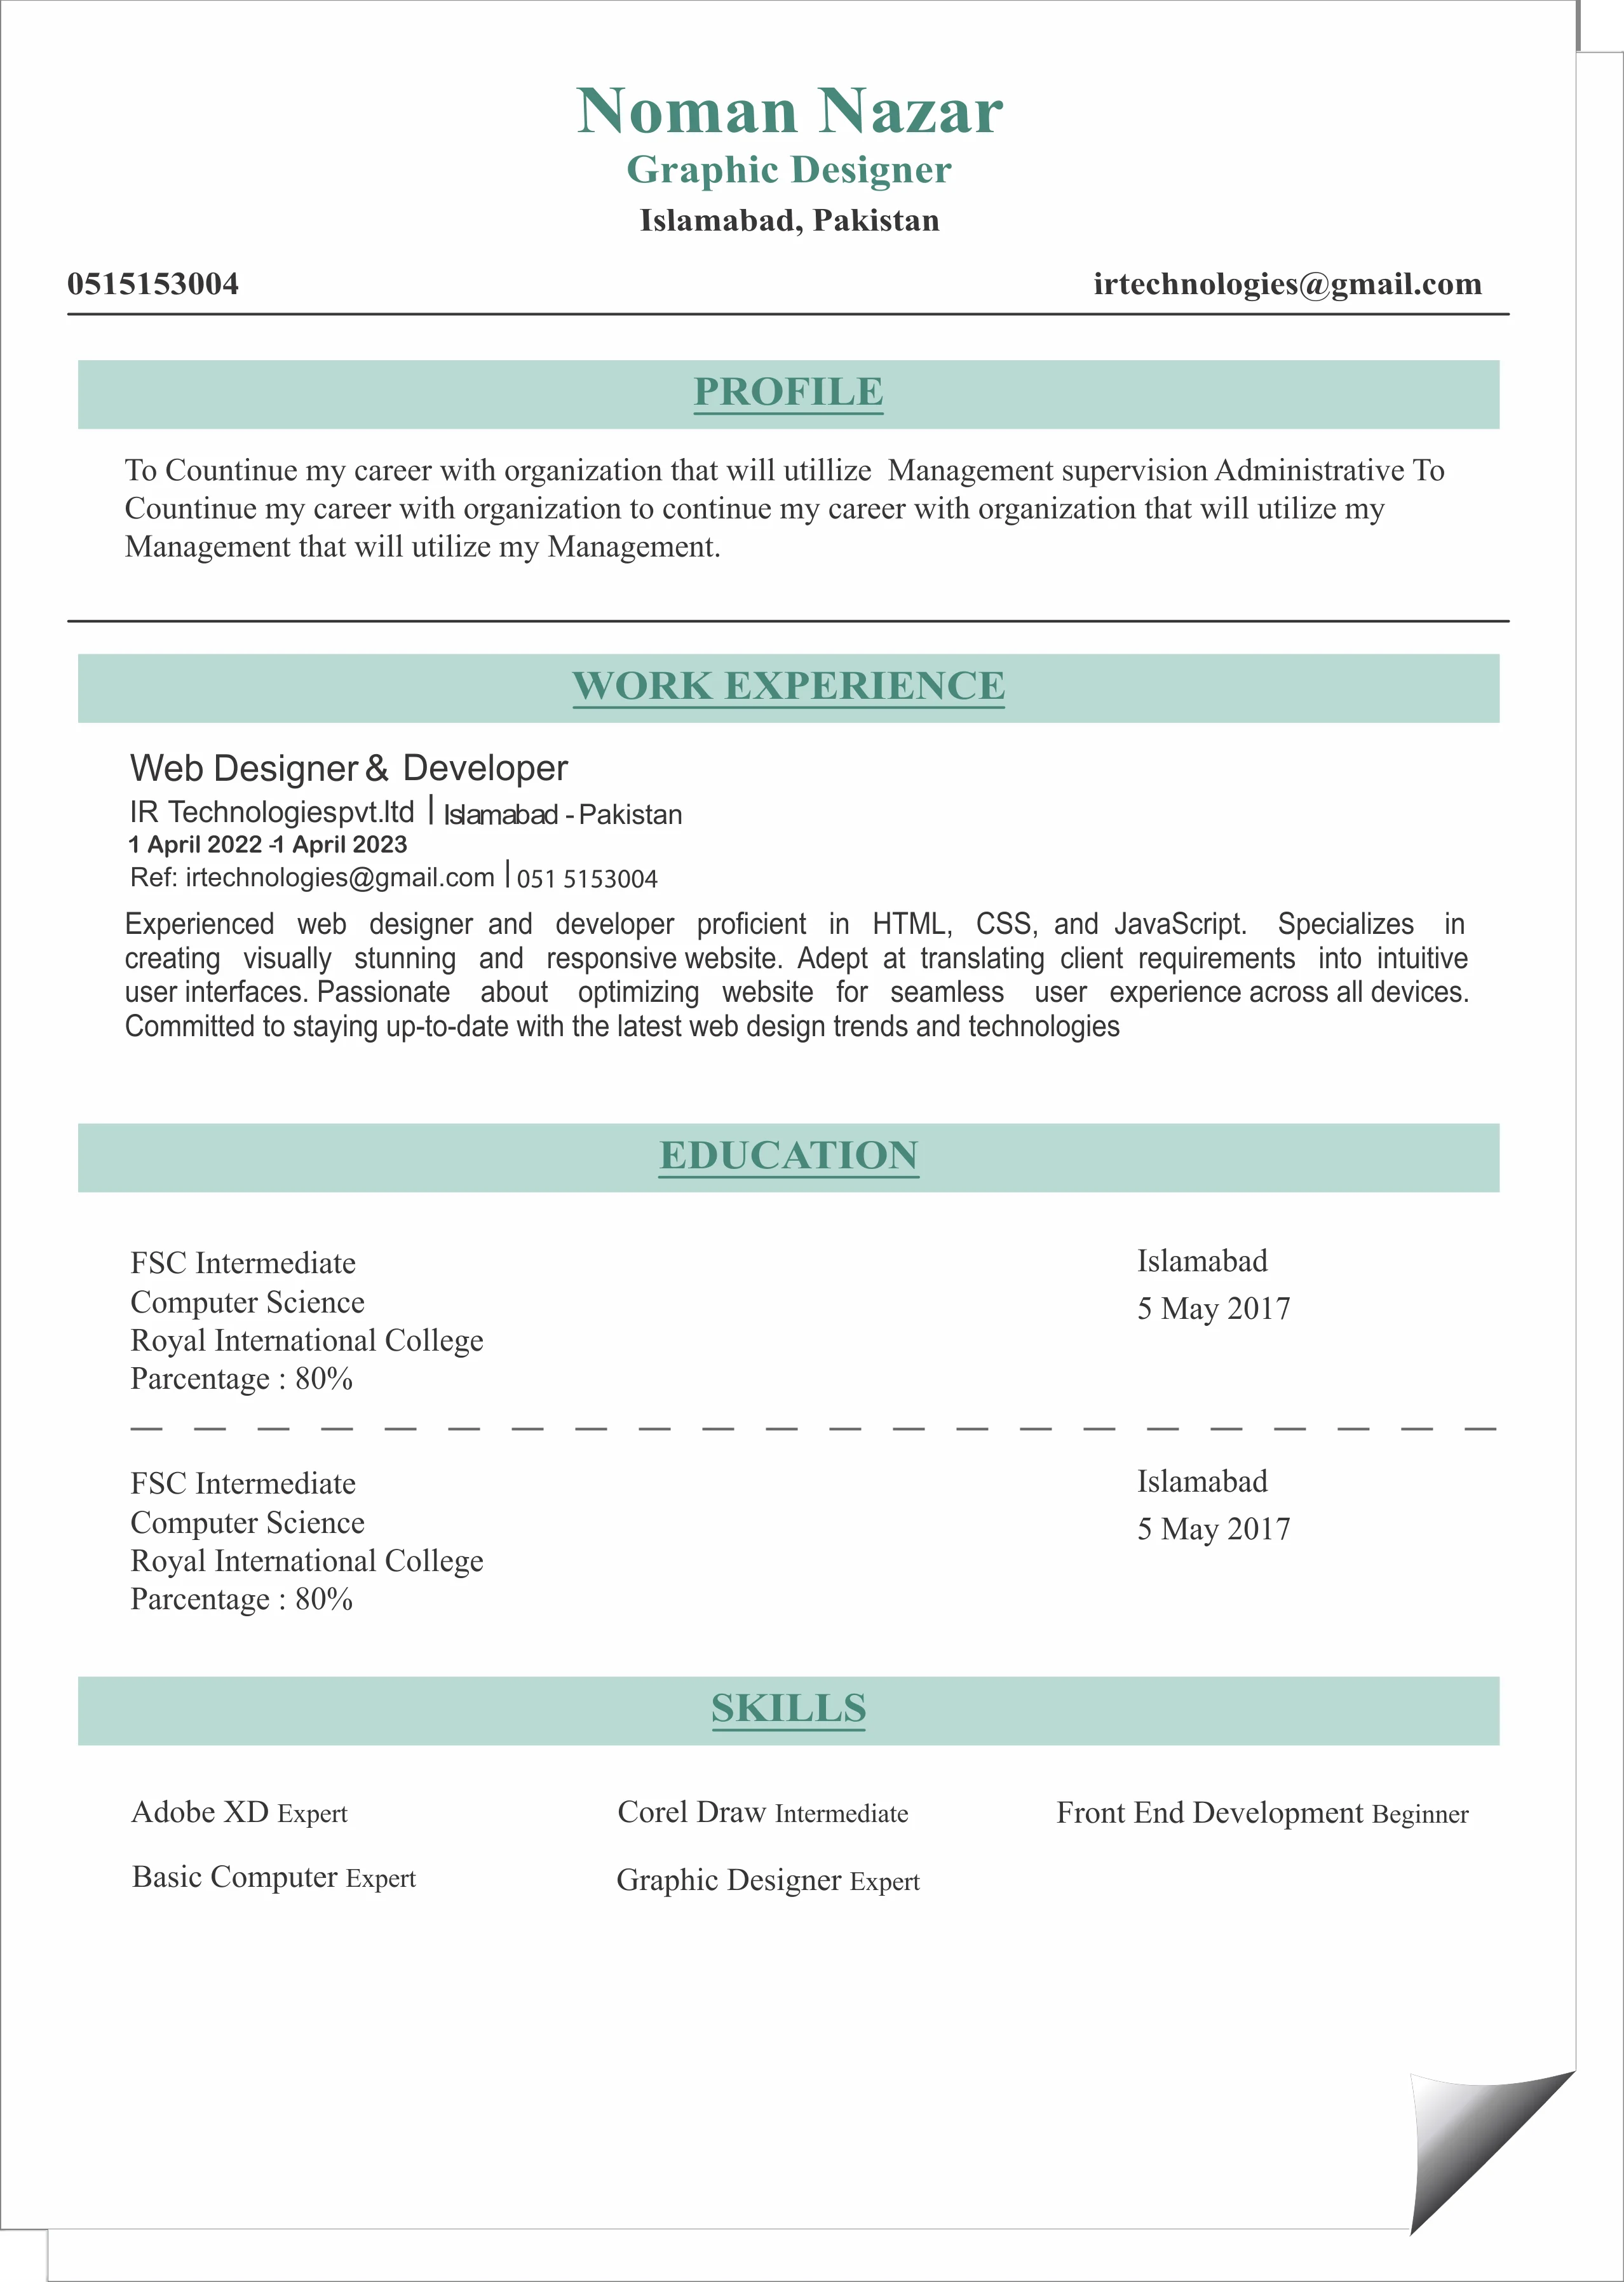 Noman Nazar
Graphic Designer
Islamabad, Pakistan
0515153004 irtechnologies@gmail.com
PROFILE
To Countinue my career with organization that will utillize Management supervision Administrative To
Countinue my career with organization to continue my career with organization that will utilize my
Management that will utilize my Management.
WORK EXPERIENCE
Web Designer & Developer
IR Technologiespvt.ltd | Islamabad - Pakistan
1 April 2022 -1 April 2023
Ref: irtechnologies@gmail.com | 051 5153004
Experienced web designer and developer proficient in HTML, CSS, and JavaScript. Specializes in
creating visually stunning and responsive website. Adept at translating client requirements into intuitive
user interfaces. Passionate about optimizing website for seamless user experience across all devices.
Committed to staying up-to-date with the latest web design trends and technologies
EDUCATION
FSC Intermediate Islamabad
Computer Science 5 May 2017
Royal International College
Parcentage : 80%
FSC Intermediate Islamabad
Computer Science 5 May 2017
Royal International College
Parcentage : 80%
SKILLS
Adobe XD Expert Corel Draw Intermediate Front End Development Beginner
Basic Computer Expert Graphic Designer Expert